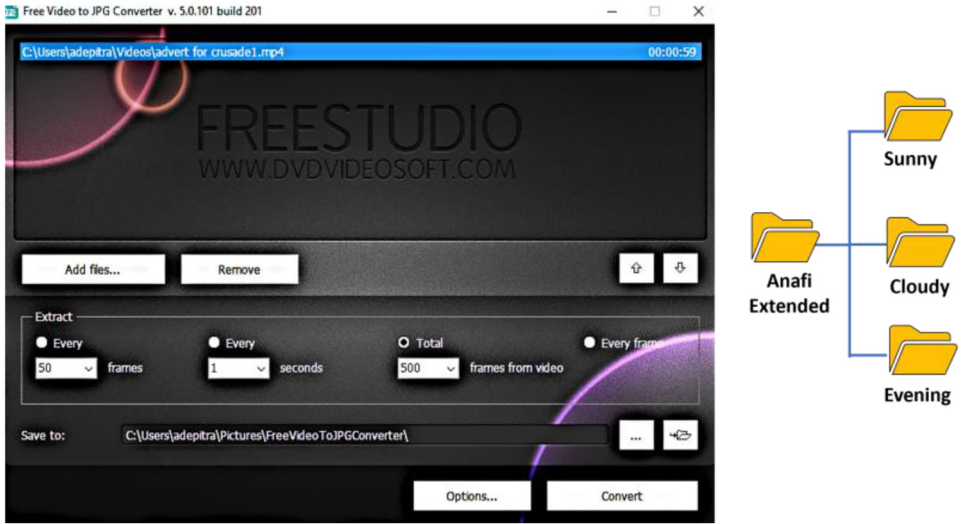 Free Video to JPG Converter v. 5.0.101 build 201
C:\Users\adepitra\Videos\advert for crusade1.mp4 00:00:59
FREESTUDIO
WWW.DVDVIDEOSOFT.COM
Add files... Remove
Extract
Every Every Total Every frame
50 frames 1 seconds 500 frames from video
Save to: C:\Users\adepitra\Pictures\FreeVideoToJPGConverter\ ...
Options... Convert
Sunny
Anafi
Extended
Cloudy
Evening